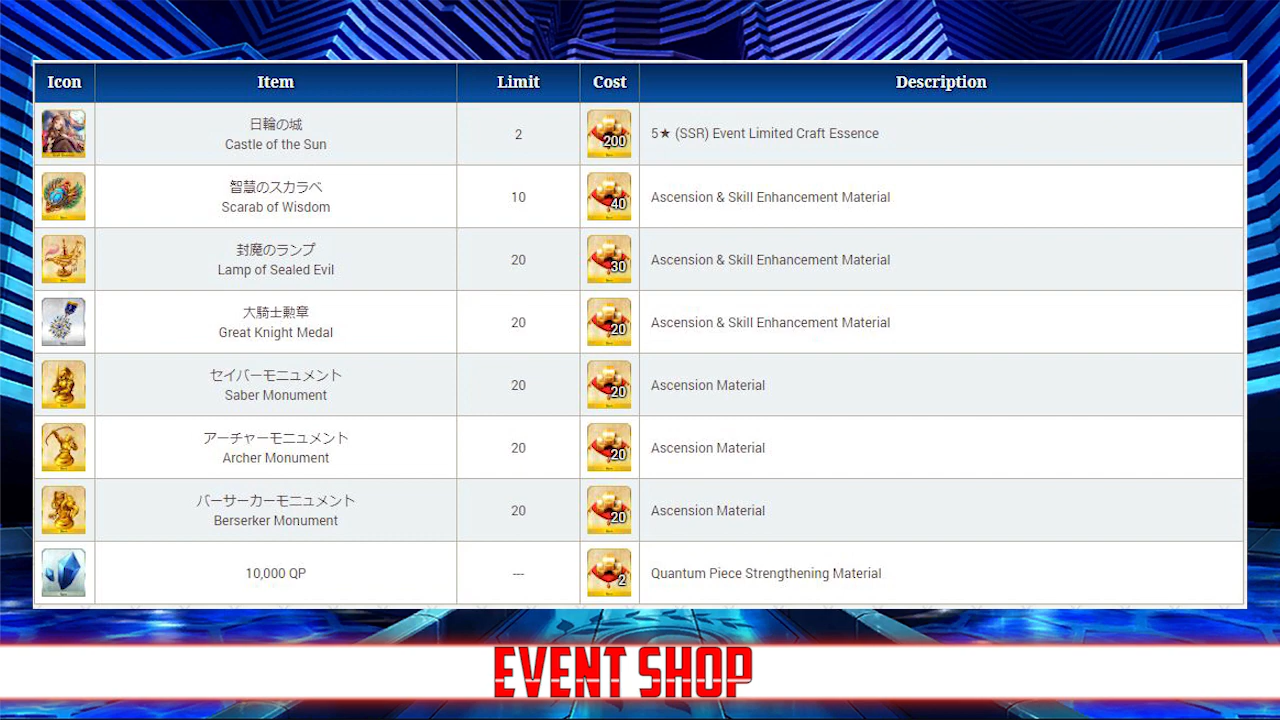 Icon Item Limit Cost Description
日輪の城
Castle of the Sun
2
200
5★ (SSR) Event Limited Craft Essence
智慧のスカラベ
Scarab of Wisdom
10
40
Ascension & Skill Enhancement Material
封魔のランプ
Lamp of Sealed Evil
20
30
Ascension & Skill Enhancement Material
大騎士勲章
Great Knight Medal
20
20
Ascension & Skill Enhancement Material
セイバーモニュメント
Saber Monument
20
20
Ascension Material
アーチャーモニュメント
Archer Monument
20
20
Ascension Material
バーサーカーモニュメント
Berserker Monument
20
20
Ascension Material
10,000 QP
---
2
Quantum Piece Strengthening Material
EVENT SHOP